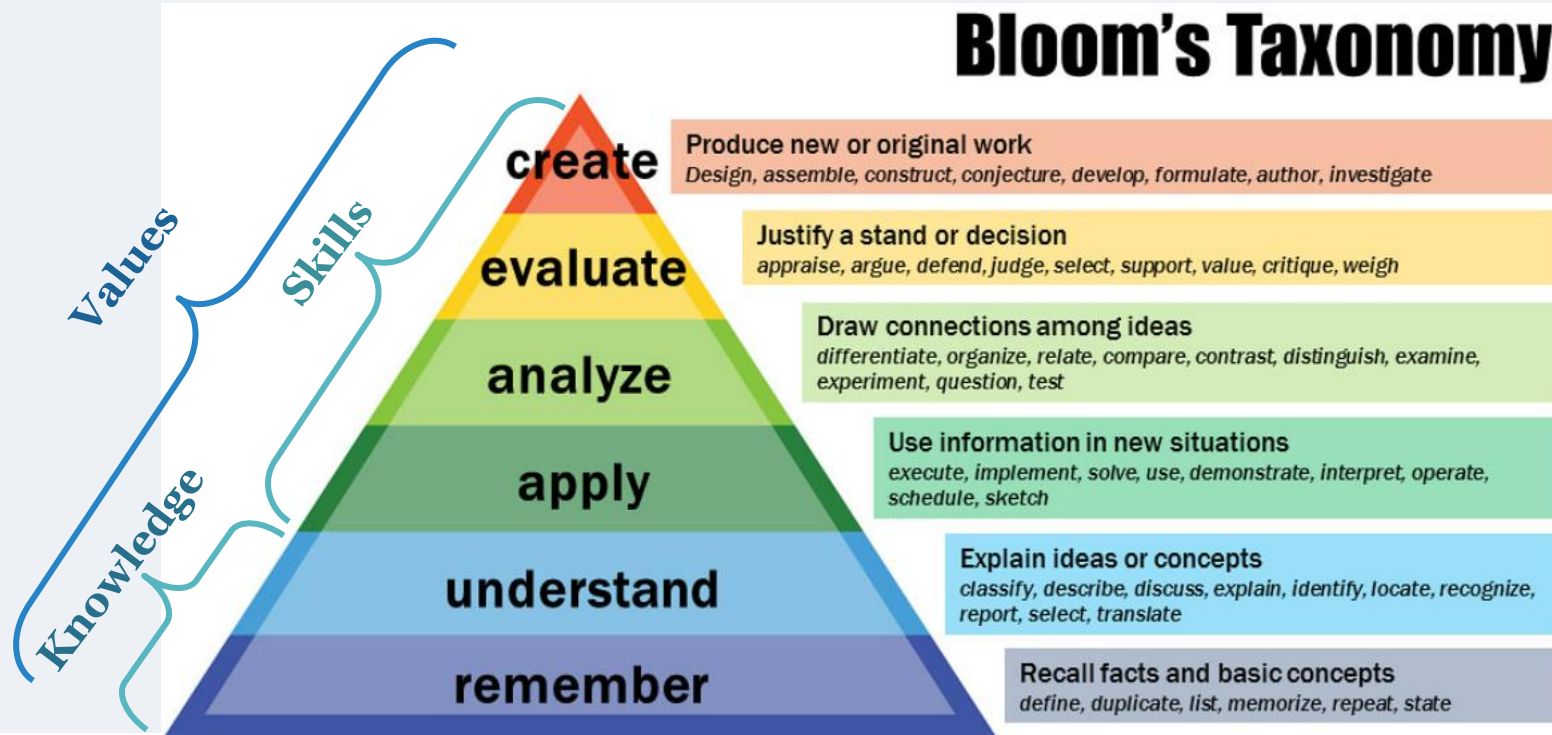 Bloom's Taxonomy
Values
Skills
Knowledge
create
Produce new or original work
Design, assemble, construct, conjecture, develop, formulate, author, investigate
evaluate
Justify a stand or decision
appraise, argue, defend, judge, select, support, value, critique, weigh
analyze
Draw connections among ideas
differentiate, organize, relate, compare, contrast, distinguish, examine,
experiment, question, test
apply
Use information in new situations
execute, implement, solve, use, demonstrate, interpret, operate,
schedule, sketch
understand
Explain ideas or concepts
classify, describe, discuss, explain, identify, locate, recognize,
report, select, translate
remember
Recall facts and basic concepts
define, duplicate, list, memorize, repeat, state